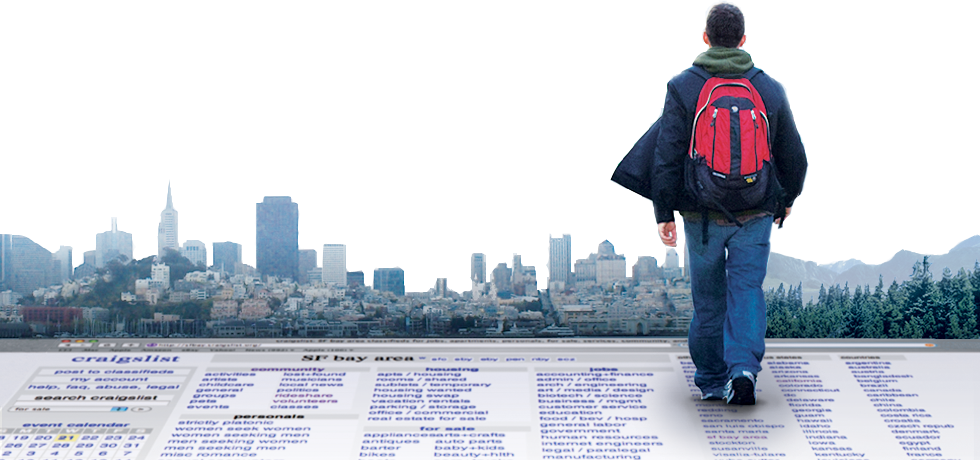 craigslist
post to classifieds
my account
help, faq, abuse, legal
search craigslist
for sale
event calendar
19 20 21 22 23 24
26 27 28 29 30 31
2 3 4 5 6 7
SF bay area
sfc sby eby pen nby scz
community
activities lost+found
artists musicians
childcare local news
general politics
groups rideshare
pets volunteers
events classes
personals
strictly platonic
women seek women
women seeking men
men seeking women
men seeking men
misc romance
housing
apts / housing
rooms / shared
sublets / temporary
housing wanted
housing swap
vacation rentals
parking / storage
office / commercial
real estate for sale
for sale
appliances arts+crafts
antiques auto parts
barter baby+kids
bikes beauty+hlth
jobs
accounting+finance
admin / office
arch / engineering
art / media / design
biotech / science
business / mgmt
customer service
education
food / bev / hosp
general labor
government
human resources
internet engineers
legal / paralegal
manufacturing
redding
sacramento
san luis obispo
santa maria
sf bay area
stockton
susanville
visalia-tulare
alabama
alaska
arizona
arkansas
california
colorado
connecticut
dc
delaware
florida
georgia
hawaii
idaho
illinois
indiana
iowa
kansas
kentucky
countries
argentina
australia
austria
bangladesh
belgium
brazil
canada
caribbean
chile
china
colombia
costa rica
croatia
czech repub
denmark
ecuador
egypt
finland
france